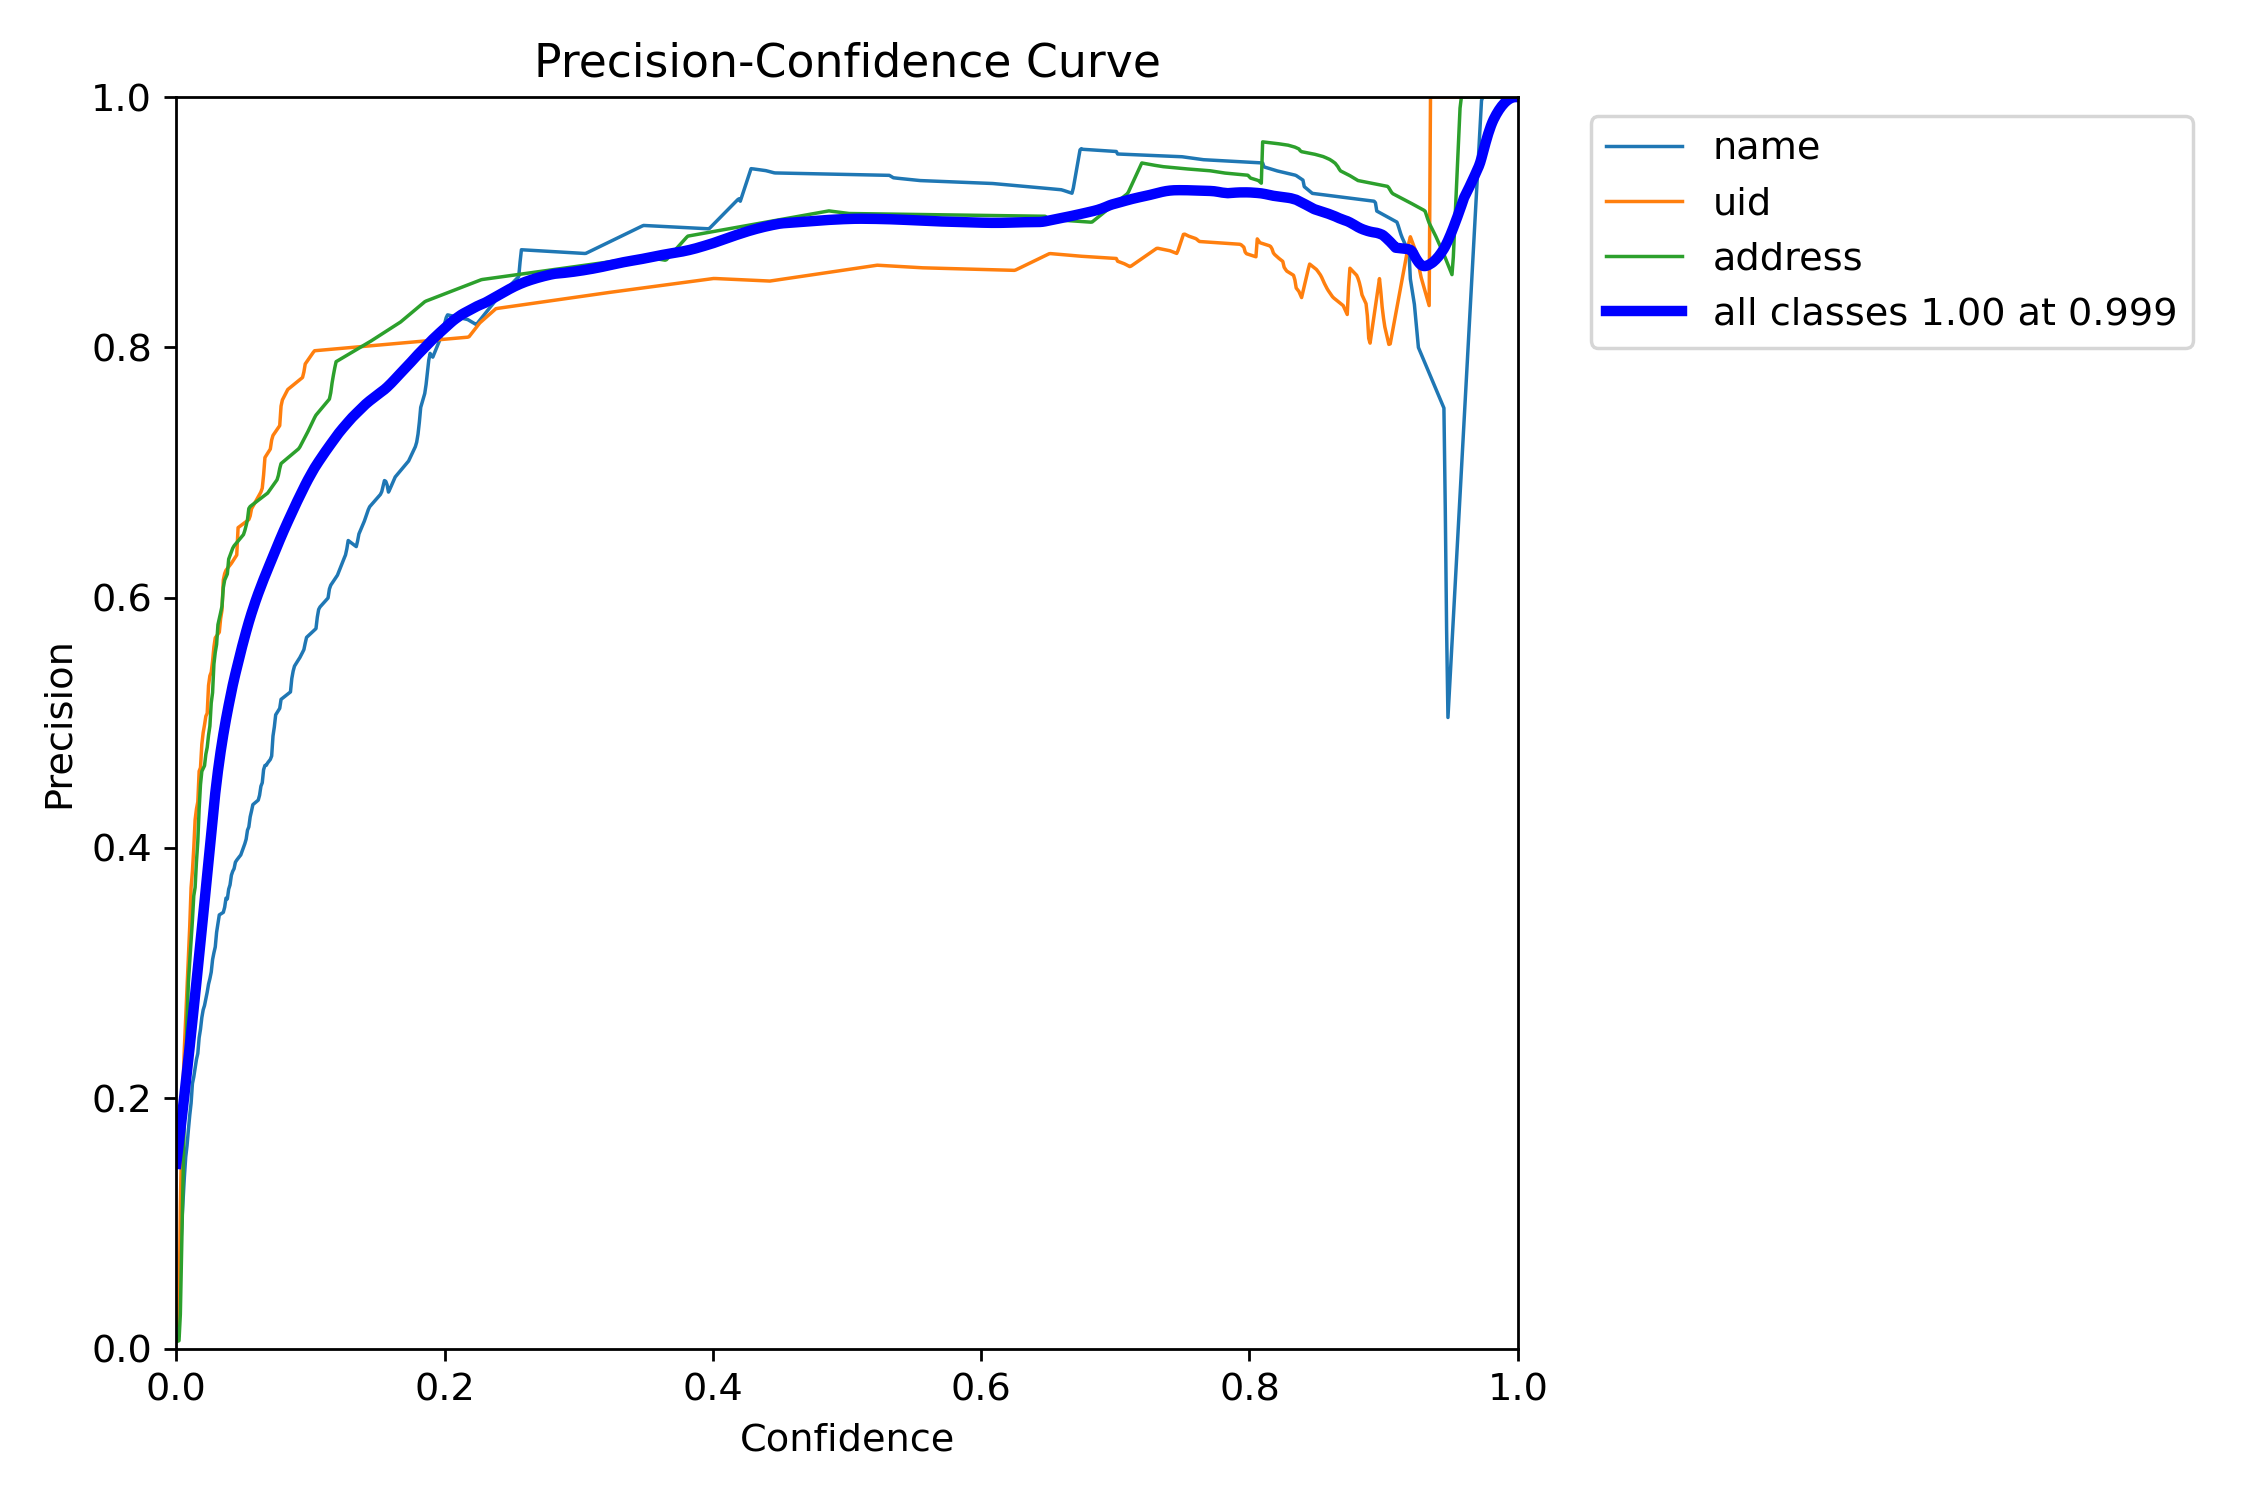 Precision-Confidence Curve
1.0
0.8
0.6
0.4
0.2
0.0
Precision
0.0 0.2 0.4 0.6 0.8 1.0
Confidence
name
uid
address
all classes 1.00 at 0.999